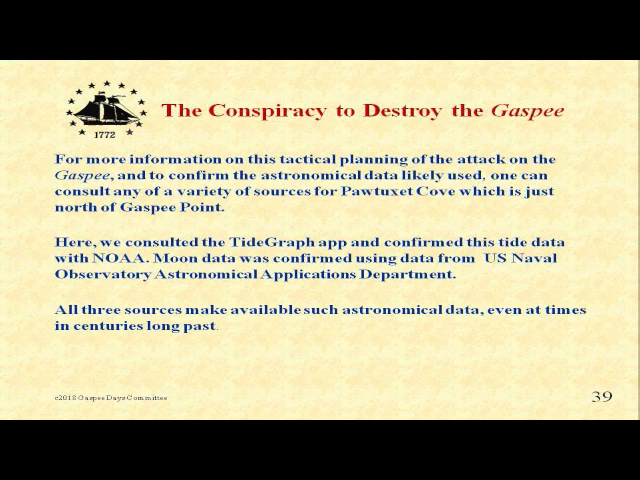 The Conspiracy to Destroy the Gaspee
1772
For more information on this tactical planning of the attack on the
Gaspee, and to confirm the astronomical data likely used, one can
consult any of a variety of sources for Pawtuxet Cove which is just
north of Gaspee Point.
Here, we consulted the TideGraph app and confirmed this tide data
with NOAA. Moon data was confirmed using data from  US Naval
Observatory Astronomical Applications Department.
All three sources make available such astronomical data, even at times
in centuries long past.
c2018 Gaspee Days Committee
39